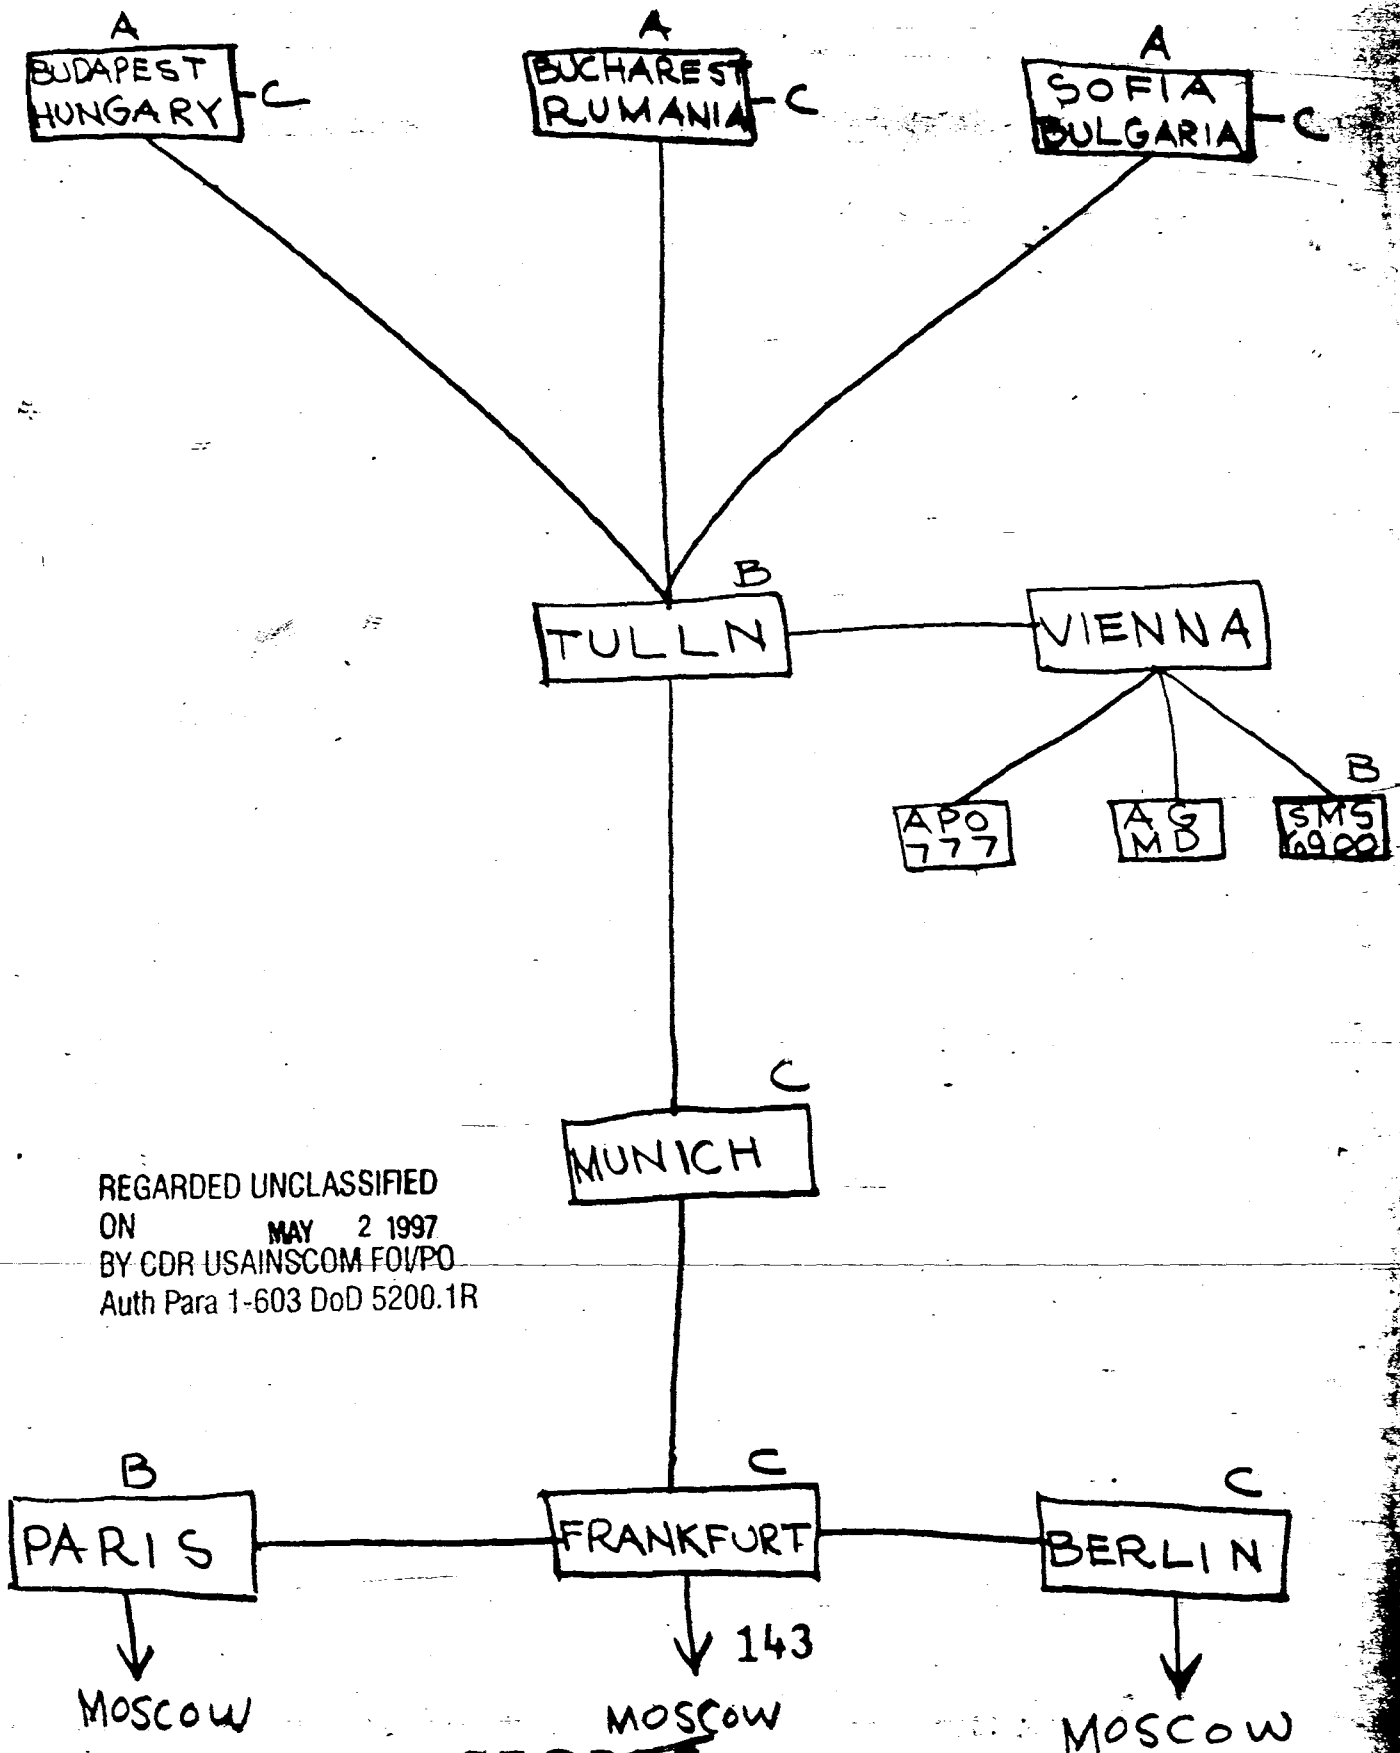 A
BUDAPEST
HUNGARY
C
A
BUCHAREST
RUMANIA
C
A
SOFIA
BULGARIA
C
B
TULLN
VIENNA
APO
777
AG
MD
B
SMS
C
MUNICH
REGARDED UNCLASSIFIED
ON MAY 2 1997
BY CDR USAINSCOM FOI/PO
Auth Para 1-603 DoD 5200.1R
B
PARIS
C
FRANKFURT
C
BERLIN
143
MOSCOW
MOSCOW
MOSCOW